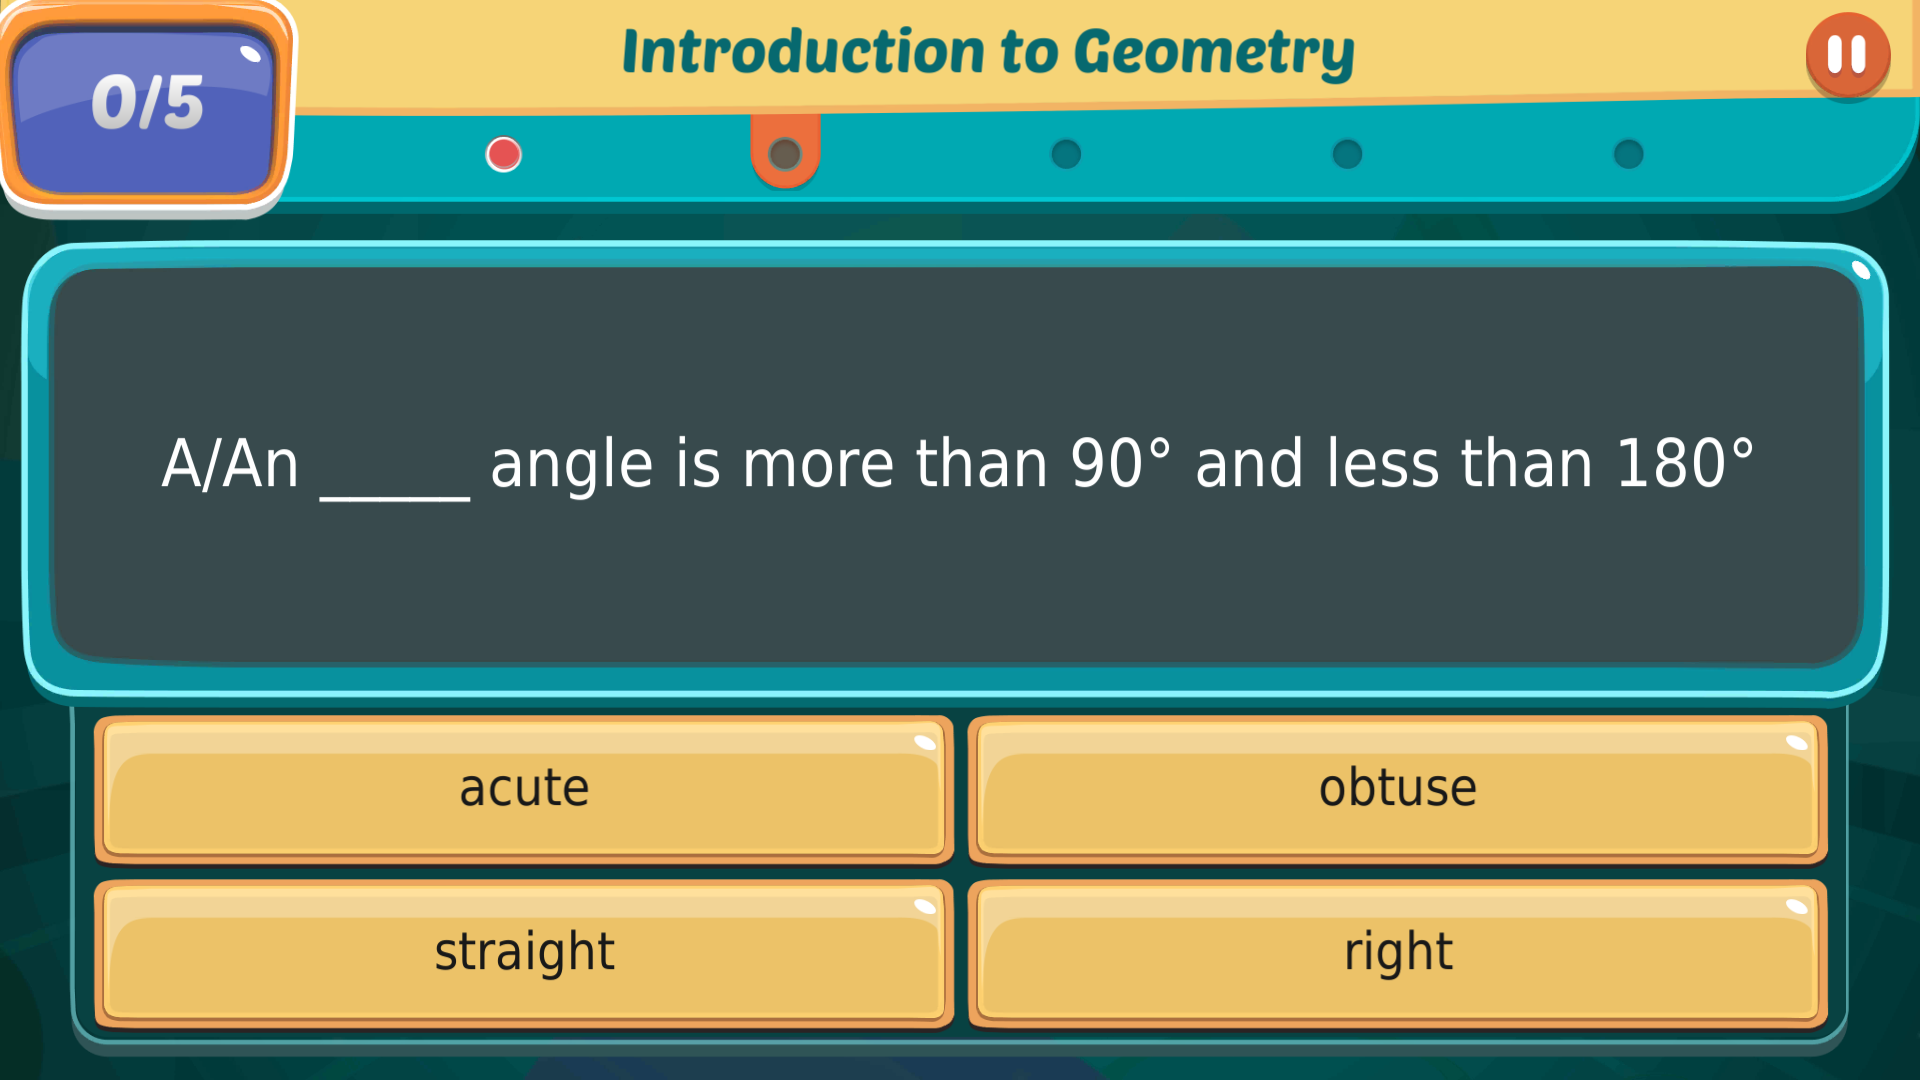 Introduction to Geometry
0/5
A/An _____ angle is more than 90° and less than 180°
acute
obtuse
straight
right